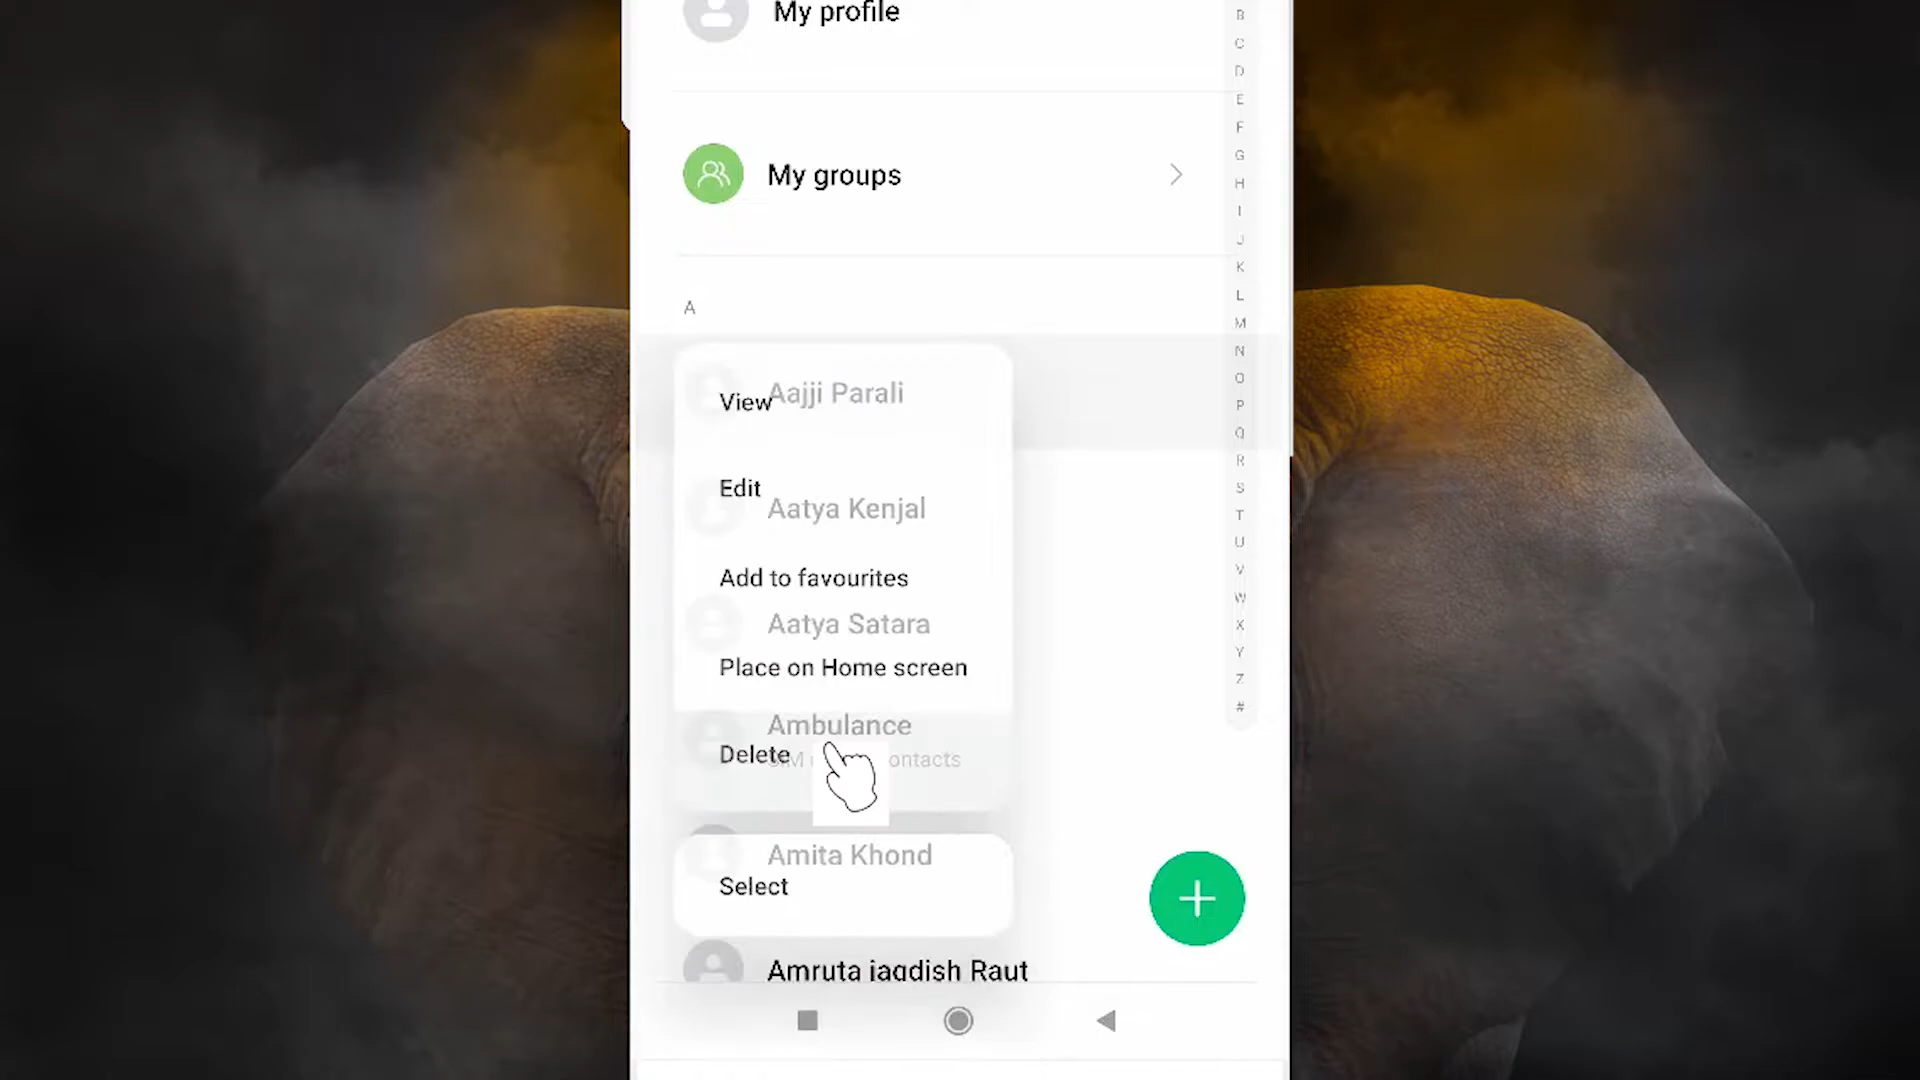 My profile
My groups
A
View
Aajji Parali
Edit
Aatya Kenjal
Add to favourites
Aatya Satara
Place on Home screen
Ambulance
Delete
ontacts
Amita Khond
Select
Amruta jagdish Raut
B
C
D
E
F
G
H
I
J
K
L
M
N
O
P
Q
R
S
T
U
V
W
X
Y
Z
#